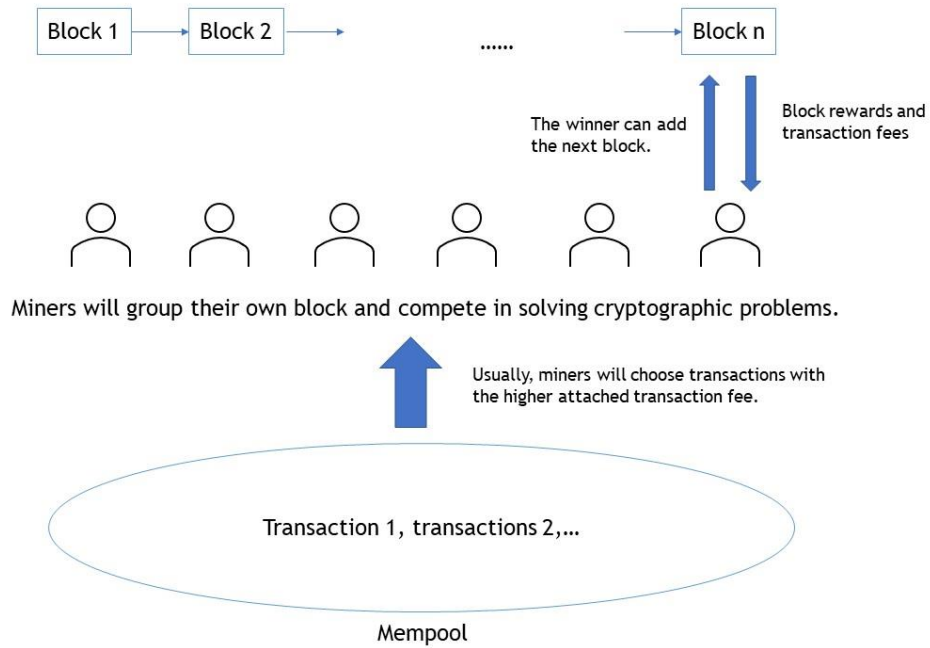 Block 1
Block 2
......
Block n
The winner can add
the next block.
Block rewards and
transaction fees
Miners will group their own block and compete in solving cryptographic problems.
Usually, miners will choose transactions with
the higher attached transaction fee.
Transaction 1, transactions 2,...
Mempool